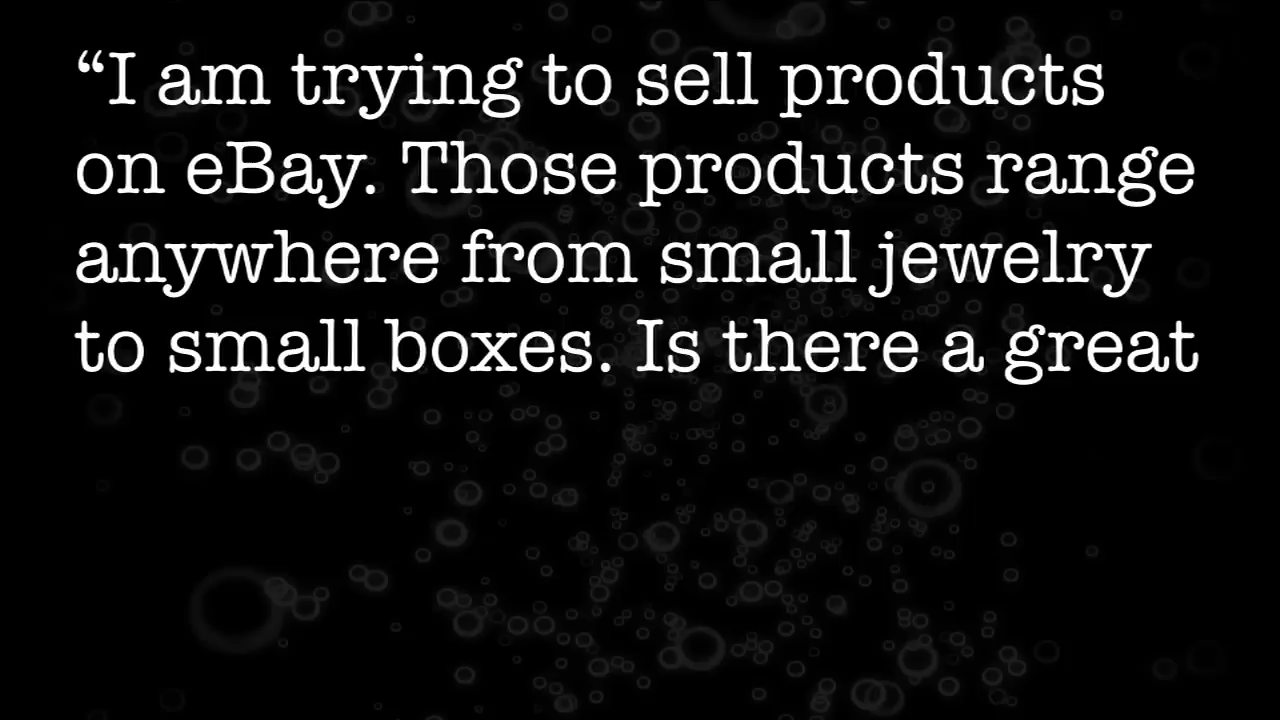 “I am trying to sell products
on eBay. Those products range
anywhere from small jewelry
to small boxes. Is there a great